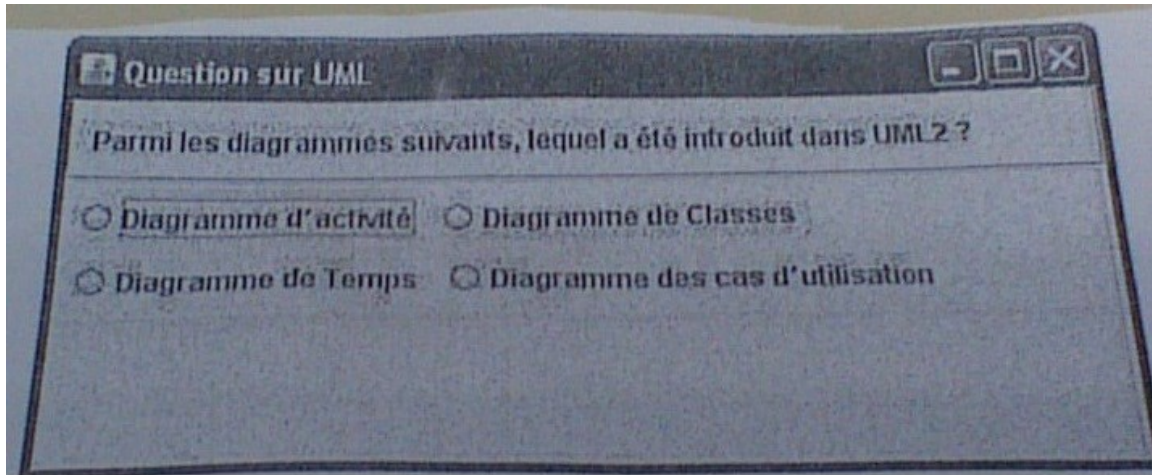 Question sur UML
Parmi les diagrammes suivants, lequel a été introduit dans UML2 ?
Diagramme d'activité Diagramme de Classes
Diagramme de Temps Diagramme des cas d'utilisation